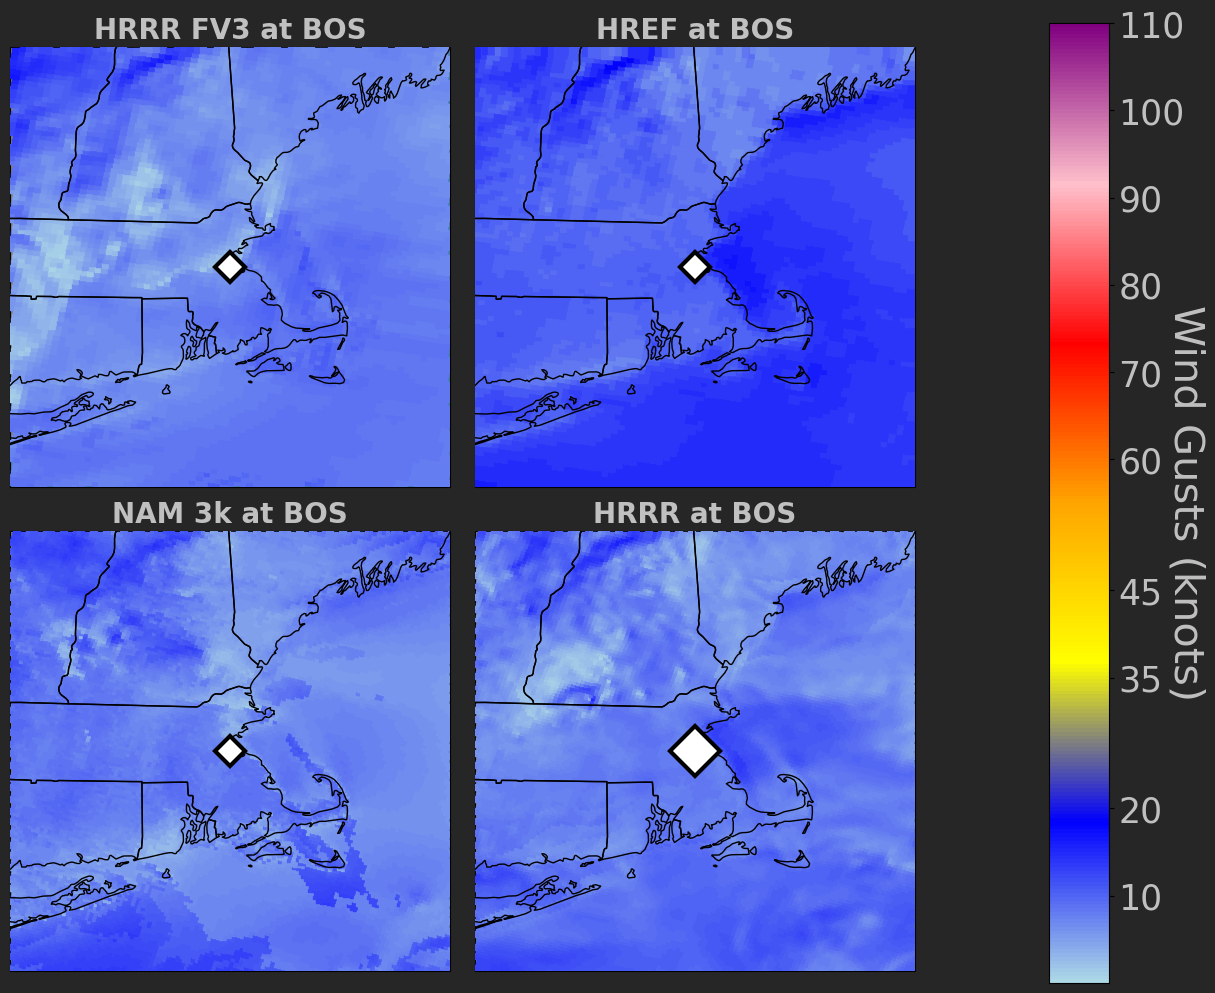 HRRR FV3 at BOS
HREF at BOS
NAM 3k at BOS
HRRR at BOS
110
100
90
80
70
60
45
35
20
10
Wind Gusts (knots)